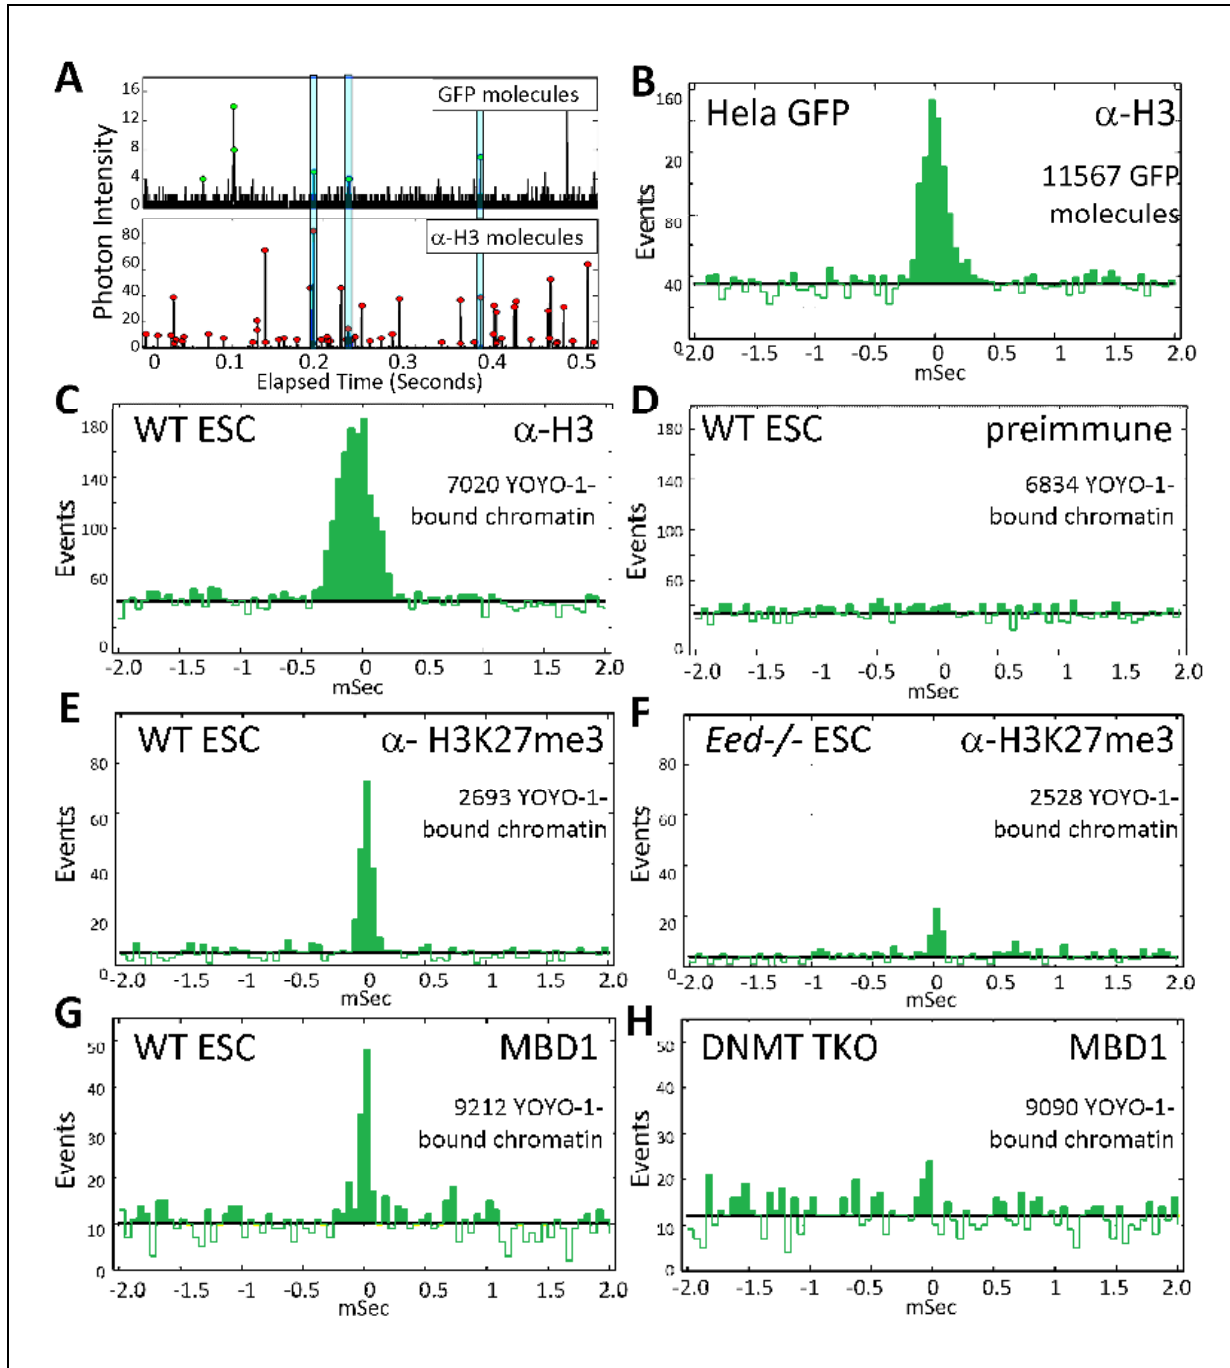 A
16
12
8
4
0
GFP molecules
Photon Intensity
80
60
40
20
0
α-H3 molecules
0 0.1 0.2 0.3 0.4 0.5
Elapsed Time (Seconds)
B
Hela GFP α-H3
11567 GFP
molecules
Events
160
20
80
40
0
-2.0 -1.5 -1 -0.5 0 0.5 1 1.5 2.0
mSec
C
WT ESC α-H3
7020 YOYO-1-
bound chromatin
Events
180
140
100
60
0
-2.0 -1.5 -1 -0.5 0 0.5 1 1.5 2.0
mSec
D
WT ESC preimmune
6834 YOYO-1-
bound chromatin
Events
180
140
100
60
0
-2.0 -1.5 -1 -0.5 0 0.5 1 1.5 2.0
mSec
E
WT ESC α- H3K27me3
2693 YOYO-1-
bound chromatin
Events
80
60
40
20
0
-2.0 -1.5 -1 -0.5 0 0.5 1 1.5 2.0
mSec
F
Eed-/- ESC α-H3K27me3
2528 YOYO-1-
bound chromatin
Events
80
60
40
20
0
-2.0 -1.5 -1 -0.5 0 0.5 1 1.5 2.0
mSec
G
WT ESC MBD1
9212 YOYO-1-
bound chromatin
Events
50
40
30
20
10
0
-2.0 -1.5 -1 -0.5 0 0.5 1 1.5 2.0
mSec
H
DNMT TKO MBD1
9090 YOYO-1-
bound chromatin
Events
50
40
30
20
10
0
-2.0 -1.5 -1 -0.5 0 0.5 1 1.5 2.0
mSec